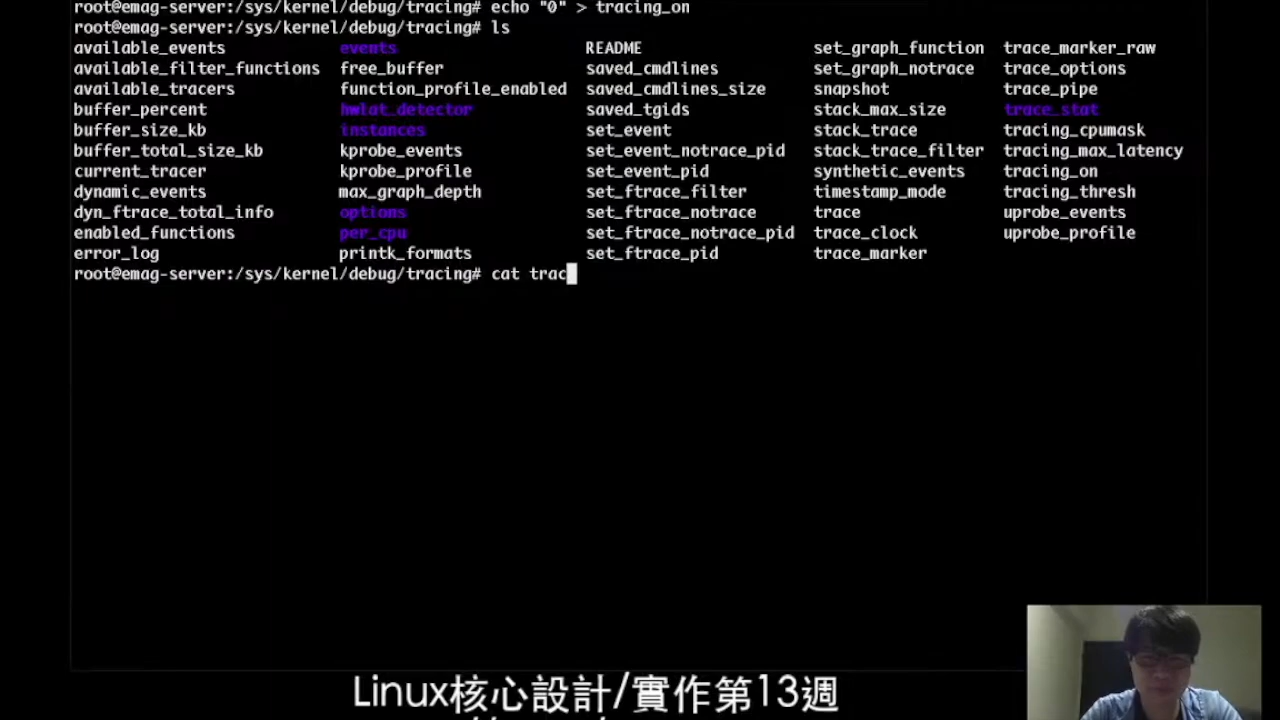 root@emag-server:/sys/kernel/debug/tracing# echo "0" > tracing_on
root@emag-server:/sys/kernel/debug/tracing# ls
available_events events README set_graph_function trace_marker_raw
available_filter_functions free_buffer saved_cmdlines set_graph_notrace trace_options
available_tracers function_profile_enabled saved_cmdlines_size snapshot trace_pipe
buffer_percent hwlat_detector saved_tgids stack_max_size trace_stat
buffer_size_kb instances set_event stack_trace tracing_cpumask
buffer_total_size_kb kprobe_events set_event_notrace_pid stack_trace_filter tracing_max_latency
current_tracer kprobe_profile set_event_pid synthetic_events tracing_on
dynamic_events max_graph_depth set_ftrace_filter timestamp_mode tracing_thresh
dyn_ftrace_total_info options set_ftrace_notrace trace uprobe_events
enabled_functions per_cpu set_ftrace_notrace_pid trace_clock uprobe_profile
error_log printk_formats set_ftrace_pid trace_marker
root@emag-server:/sys/kernel/debug/tracing# cat trac
Linux核心設計/實作第13週